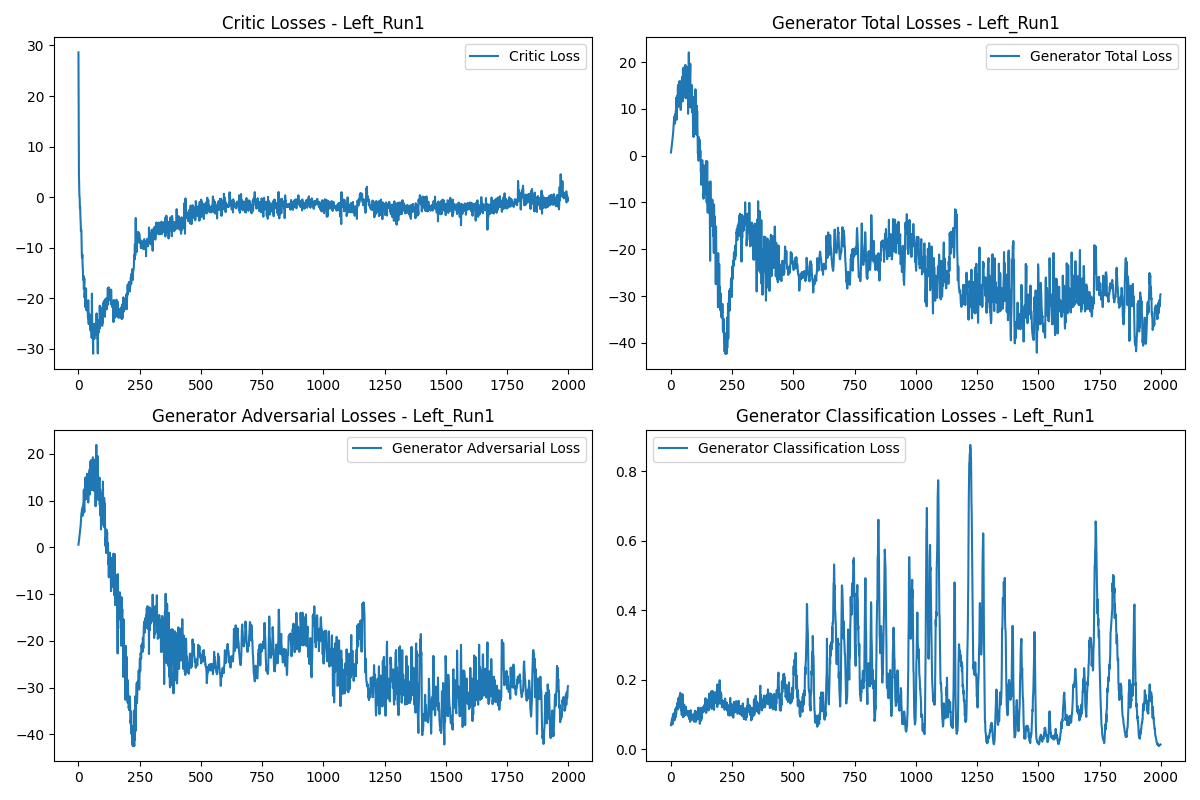 Critic Losses - Left_Run1
Critic Loss
30
20
10
0
−10
−20
−30
0 250 500 750 1000 1250 1500 1750 2000
Generator Total Losses - Left_Run1
Generator Total Loss
20
10
0
−10
−20
−30
−40
0 250 500 750 1000 1250 1500 1750 2000
Generator Adversarial Losses - Left_Run1
Generator Adversarial Loss
20
10
0
−10
−20
−30
−40
0 250 500 750 1000 1250 1500 1750 2000
Generator Classification Losses - Left_Run1
Generator Classification Loss
0.8
0.6
0.4
0.2
0.0
0 250 500 750 1000 1250 1500 1750 2000